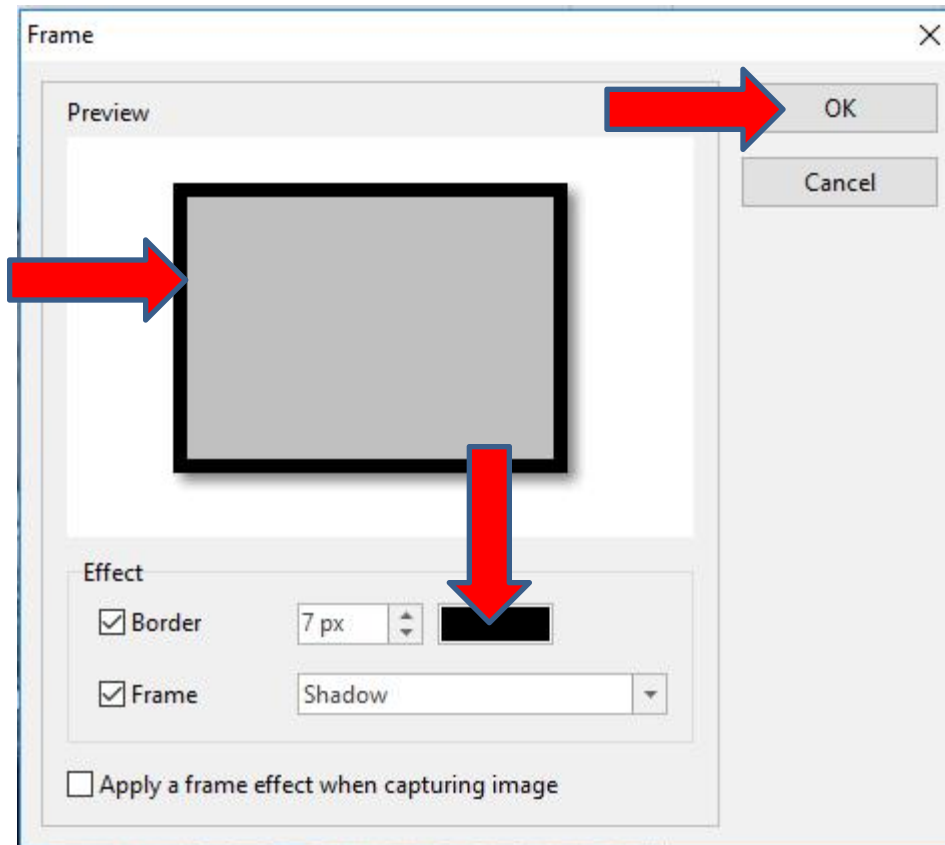 Frame
Preview
OK
Cancel
Effect
Border
7 px
Frame
Shadow
Apply a frame effect when capturing image